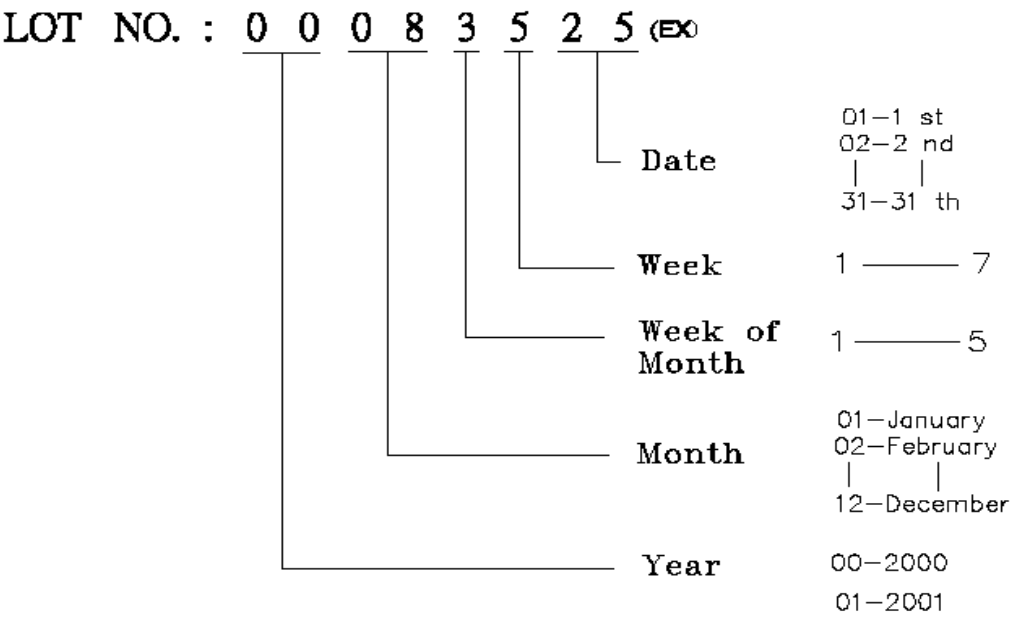 LOT NO. : 0 0 0 8 3 5 2 5 (EX)
Date
01-1 st
02-2 nd
31-31 th
Week 1 7
Week of
Month
1 5
Month
01-January
02-February
12-December
Year
00-2000
01-2001